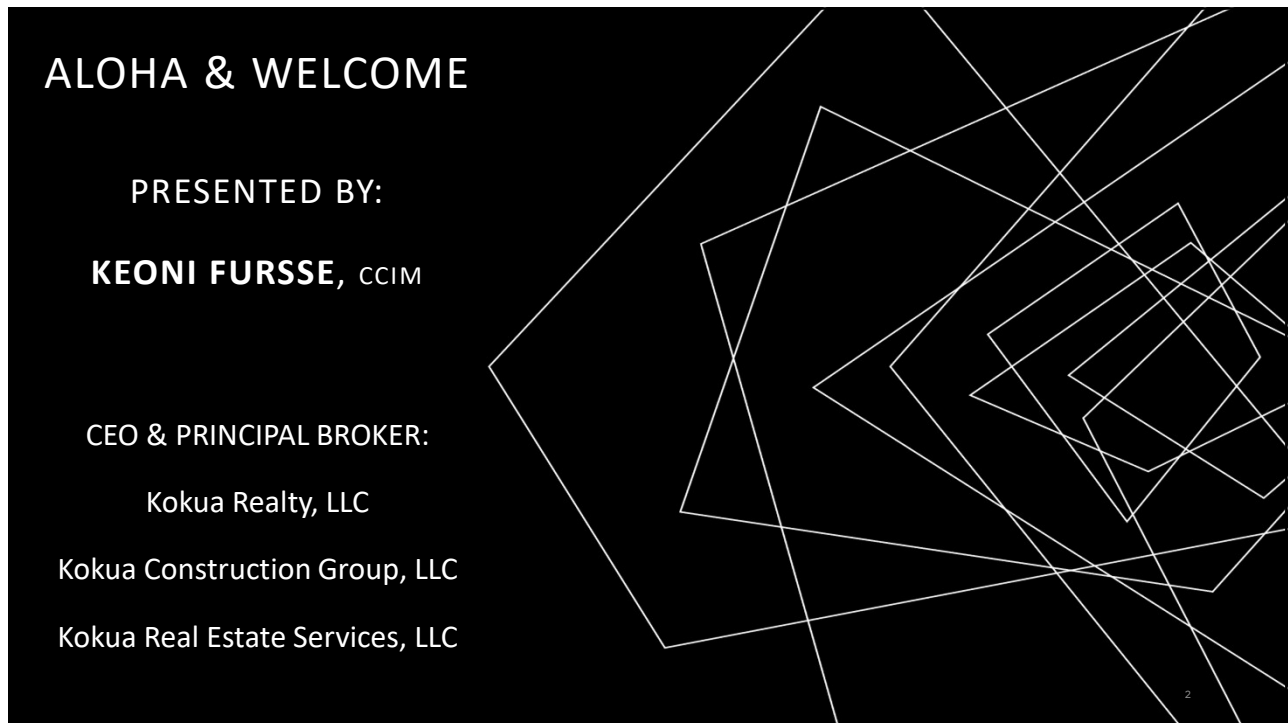 ALOHA & WELCOME
PRESENTED BY:
KEONI FURSSE, CCIM
CEO & PRINCIPAL BROKER:
Kokua Realty, LLC
Kokua Construction Group, LLC
Kokua Real Estate Services, LLC
2